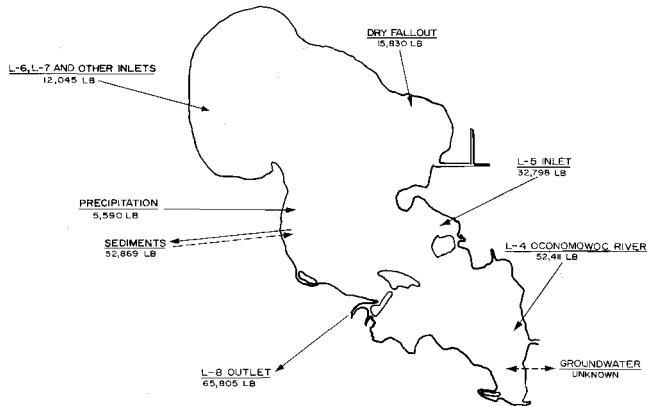 DRY FALLOUT
15,830 LB
L-6, L-7 AND OTHER INLETS
12,045 LB
L-5 INLET
32,798 LB
PRECIPITATION
5,590 LB
SEDIMENTS
52,869 LB
L-4 OCONOMOWOC RIVER
52,411 LB
L-8 OUTLET
65,805 LB
GROUNDWATER
UNKNOWN